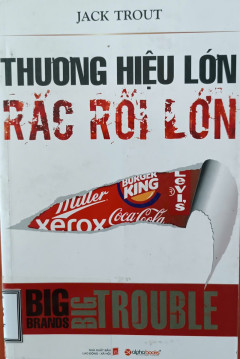 JACK TROUT
THƯƠNG HIỆU LỚN
RẮC RỐI LỚN
Miller
BURGER
KING
LEVI'S
xerox
Coca-Cola
BIG
BRANDS
BIG
TROUBLE
alphabooks